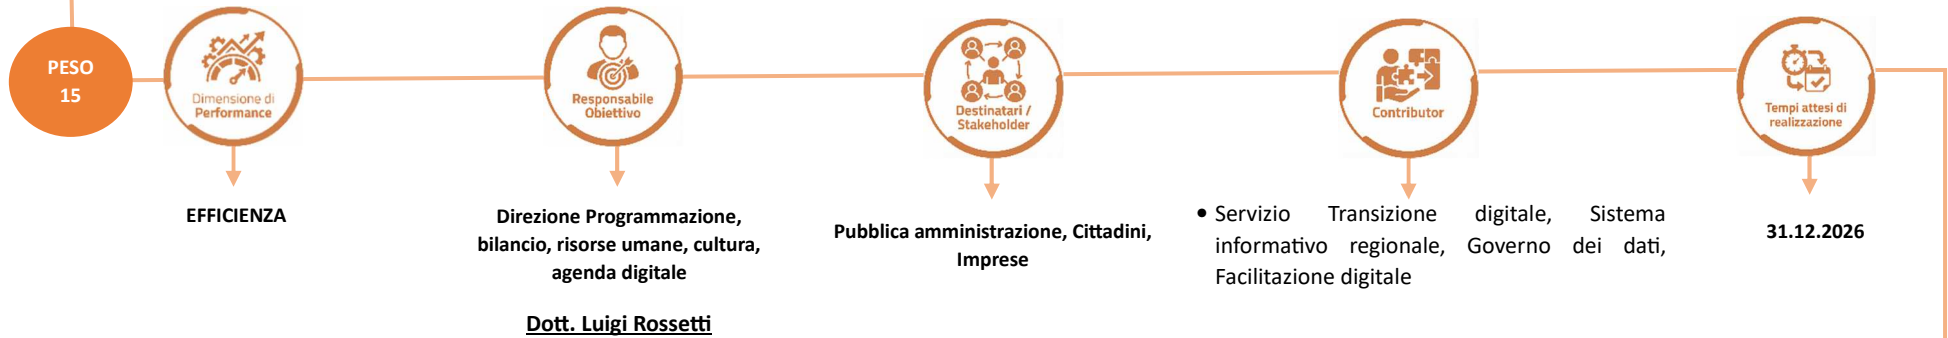 PESO
15
Dimensione di
Performance
EFFICIENZA
Responsabile
Obiettivo
Direzione Programmazione,
bilancio, risorse umane, cultura,
agenda digitale
Dott. Luigi Rossetti
Destinatari /
Stakeholder
Pubblica amministrazione, Cittadini,
Imprese
Contributor
• Servizio Transizione digitale, Sistema
informativo regionale, Governo dei dati,
Facilitazione digitale
Tempi attesi di
realizzazione
31.12.2026